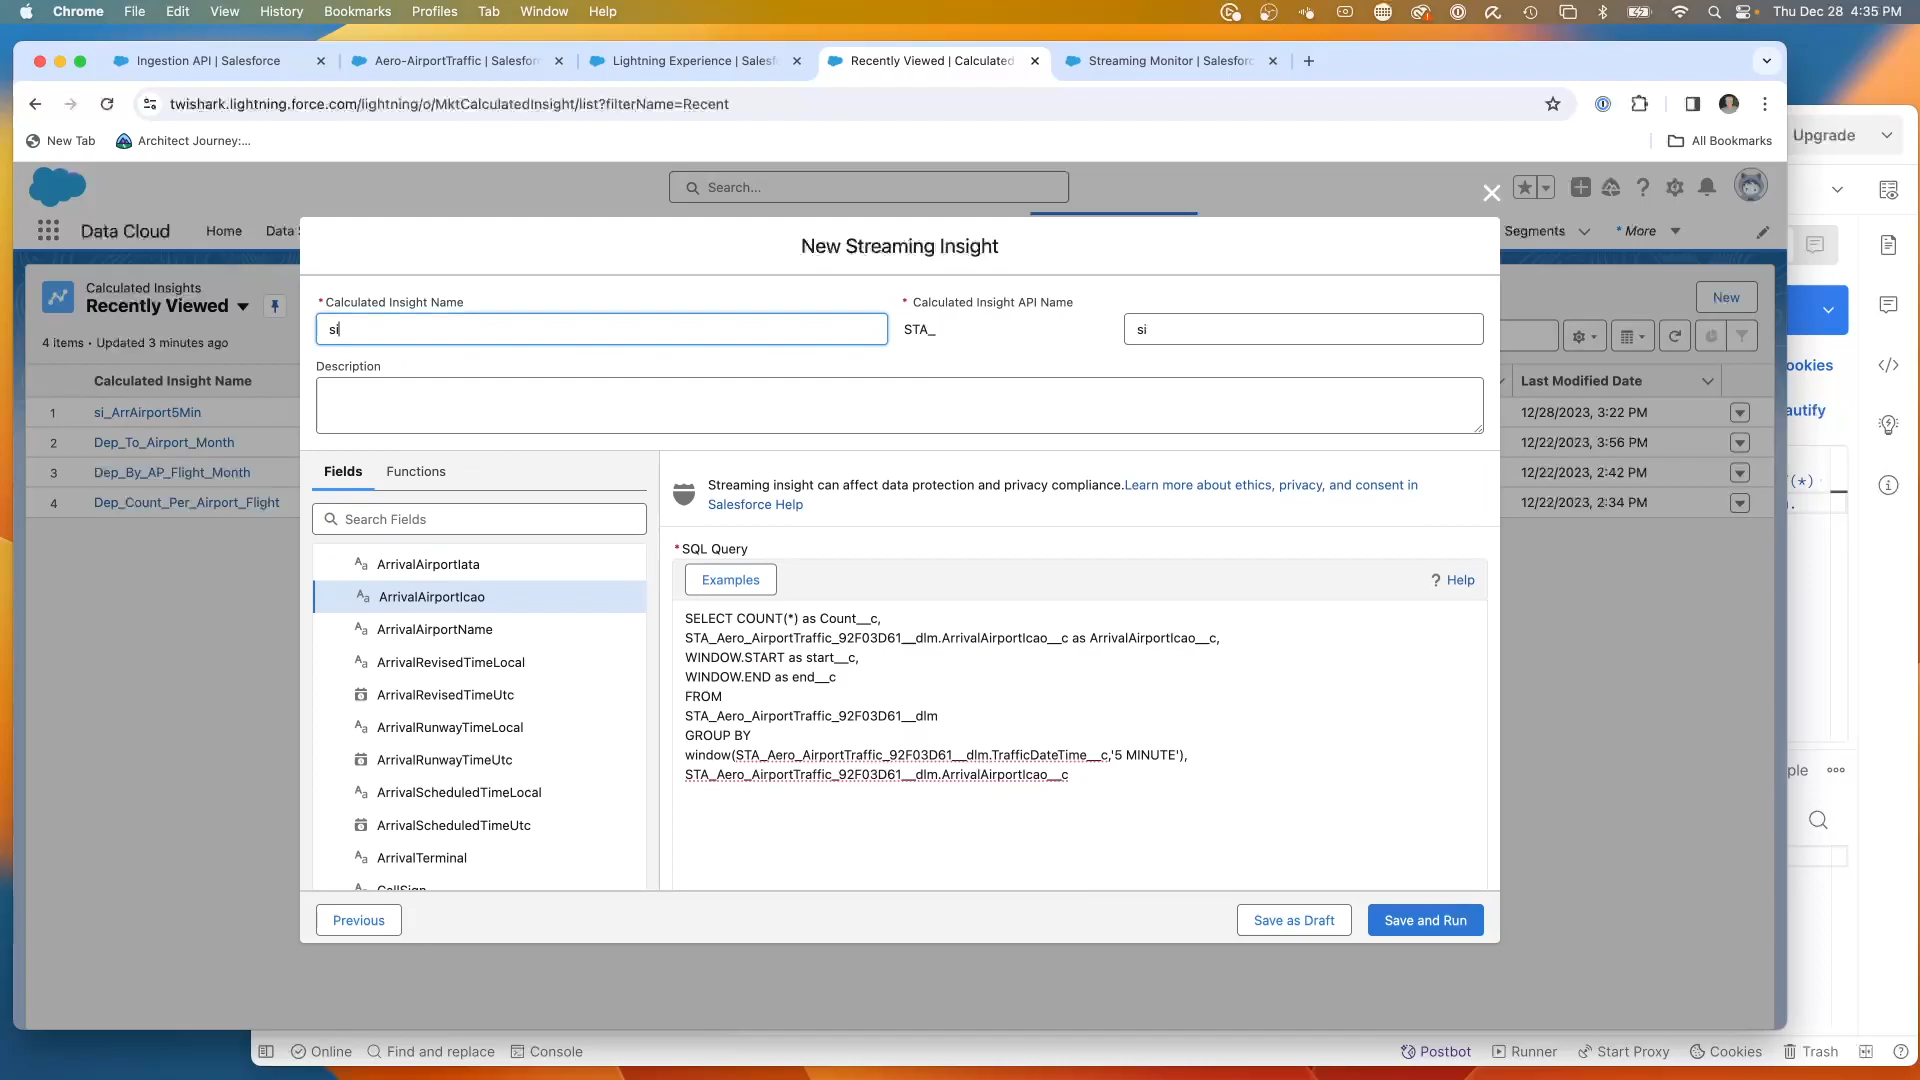 Chrome File Edit View History Bookmarks Profiles Tab Window Help Thu Dec 28 4:35 PM
Ingestion API | Salesforce
Aero-AirportTraffic | Salesfor
Lightning Experience | Salesf
Recently Viewed | Calculated
Streaming Monitor | Salesforc
twishark.lightning.force.com/lightning/o/MktCalculatedInsight/list?filterName=Recent
New Tab
Architect Journey:...
All Bookmarks
Upgrade
Search...
Data Cloud
Home
Data
Segments
* More
New Streaming Insight
Calculated Insights
Recently Viewed
New
4 items • Updated 3 minutes ago
*Calculated Insight Name
* Calculated Insight API Name
si
STA_
si
Description
ookies
autify
Calculated Insight Name
Last Modified Date
1 si_ArrAirport5Min 12/28/2023, 3:22 PM
2 Dep_To_Airport_Month 12/22/2023, 3:56 PM
3 Dep_By_AP_Flight_Month 12/22/2023, 2:42 PM
4 Dep_Count_Per_Airport_Flight 12/22/2023, 2:34 PM
(*)
Fields Functions
Search Fields
ArrivalAirportIata
ArrivalAirportIcao
ArrivalAirportName
ArrivalRevisedTimeLocal
ArrivalRevisedTimeUtc
ArrivalRunwayTimeLocal
ArrivalRunwayTimeUtc
ArrivalScheduledTimeLocal
ArrivalScheduledTimeUtc
ArrivalTerminal
CallSign
Streaming insight can affect data protection and privacy compliance.Learn more about ethics, privacy, and consent in
Salesforce Help
*SQL Query
Examples
? Help
SELECT COUNT(*) as Count__c,
STA_Aero_AirportTraffic_92F03D61__dlm.ArrivalAirportIcao__c as ArrivalAirportIcao__c,
WINDOW.START as start__c,
WINDOW.END as end__c
FROM
STA_Aero_AirportTraffic_92F03D61__dlm
GROUP BY
window(STA_Aero_AirportTraffic_92F03D61__dlm.TrafficDateTime__c,'5 MINUTE'),
STA_Aero_AirportTraffic_92F03D61__dlm.ArrivalAirportIcao__c
ple
Previous
Save as Draft
Save and Run
Online
Find and replace
Console
Postbot
Runner
Start Proxy
Cookies
Trash